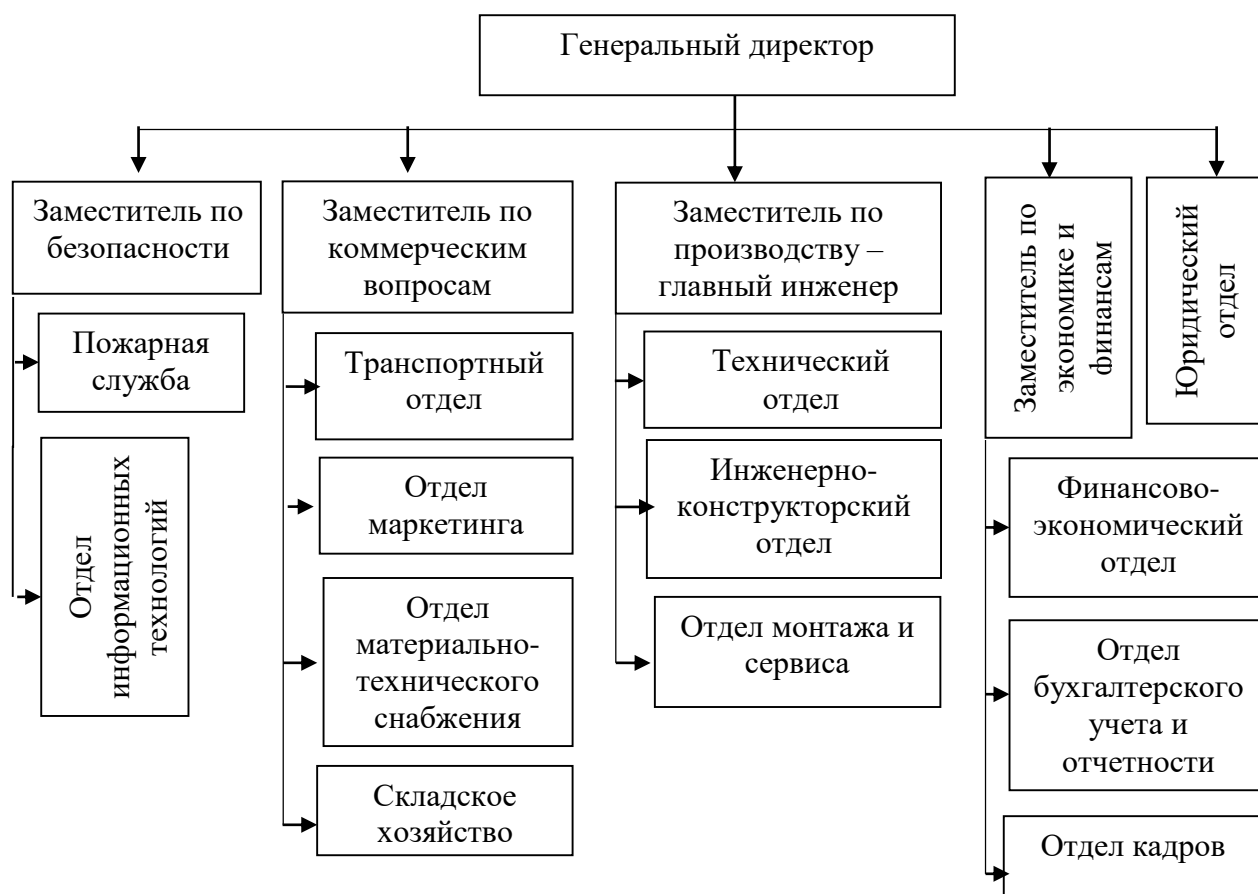 Генеральный директор
Заместитель по
безопасности
Заместитель по
коммерческим
вопросам
Заместитель по
производству –
главный инженер
Заместитель по
экономике и
финансам
Юридический
отдел
Пожарная
служба
Отдел
информационных
технологий
Транспортный
отдел
Отдел
маркетинга
Отдел
материально-
технического
снабжения
Складское
хозяйство
Технический
отдел
Инженерно-
конструкторский
отдел
Отдел монтажа и
сервиса
Финансово-
экономический
отдел
Отдел
бухгалтерского
учета и
отчетности
Отдел кадров